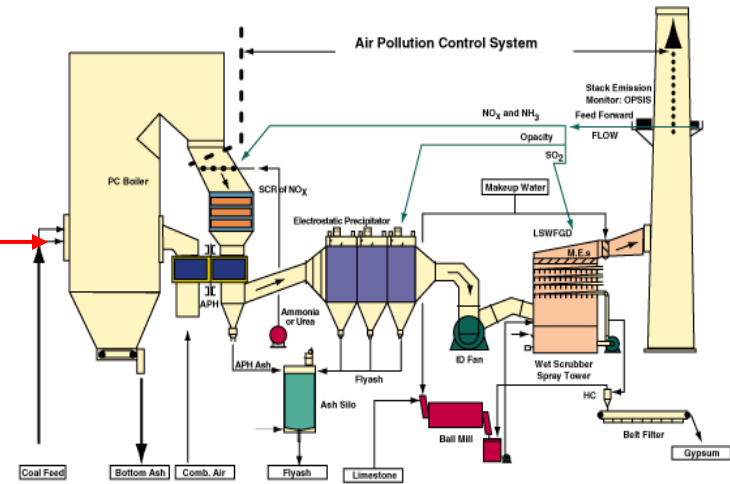 Air Pollution Control System
Stack Emission
Monitor: OPSIS
NOX and NH3
Feed Forward
FLOW
Opacity
SO2
PC Boiler
SCR of NOX
Makeup Water
Electrostatic Precipitator
LSWFGD
M.E.s
APH
Ammonia
or Urea
ID Fan
APH Ash
Flyash
Wet Scrubber
Spray Tower
Ash Silo
HC
Ball Mill
Belt Filter
Gypsum
Coal Feed
Bottom Ash
Comb. Air
Flyash
Limestone